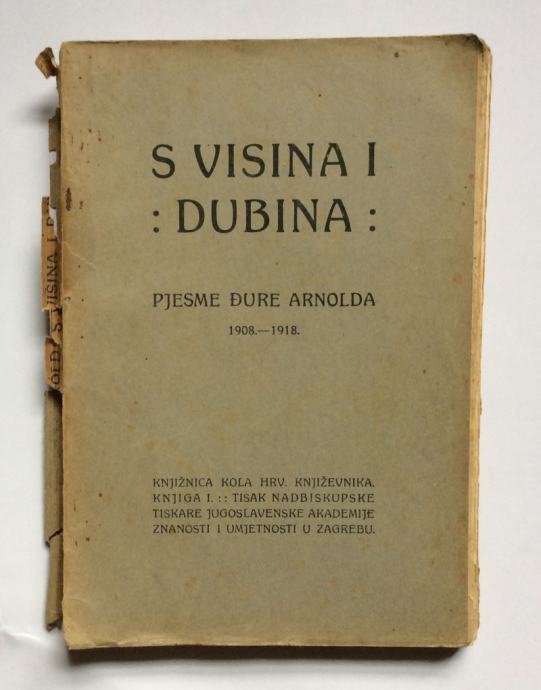 S VISINA I
: DUBINA :
PJESME ĐURE ARNOLDA
1908.—1918.
KNJIŽNICA KOLA HRV. KNJIŽEVNIKA.
KNJIGA I. :: TISAK NADBISKUPSKE
TISKARE JUGOSLAVENSKE AKADEMIJE
ZNANOSTI I UMJETNOSTI U ZAGREBU.
S VISINA I